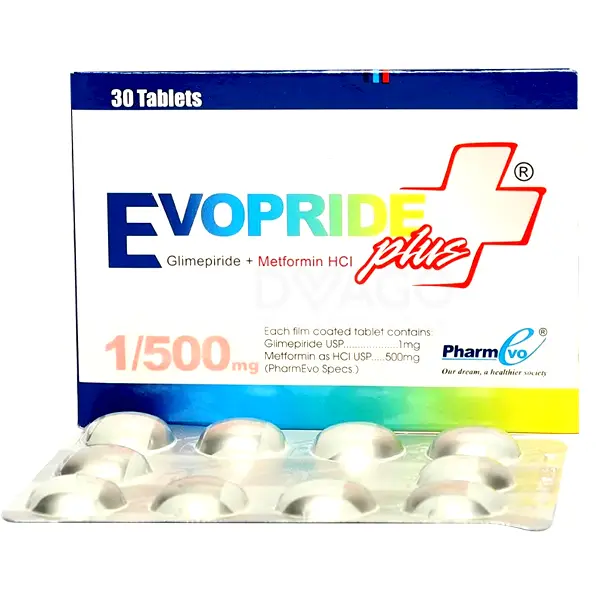 30 Tablets
EVOPRIDE plus ®
Glimepiride + Metformin HCl
DVAGO
1/500mg
Each film coated tablet contains:
Glimepiride USP..................1mg
Metformin as HCl USP.....500mg
(PharmEvo Specs.)
PharmEvo ®
Our dream, a healthier society